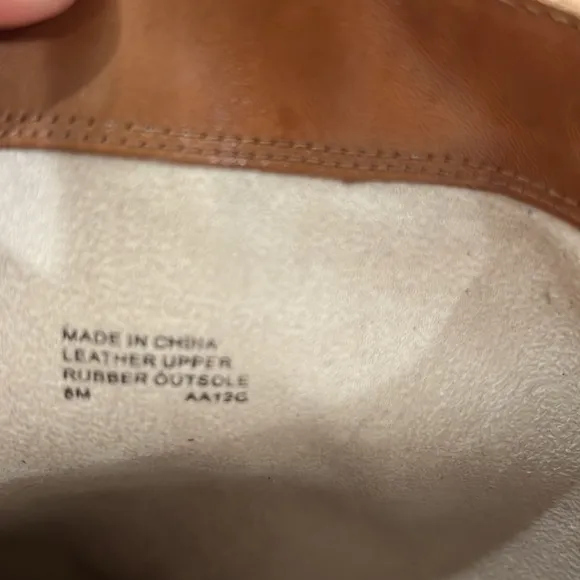 MADE IN CHINA
LEATHER UPPER
RUBBER OUTSOLE
8M AA12G